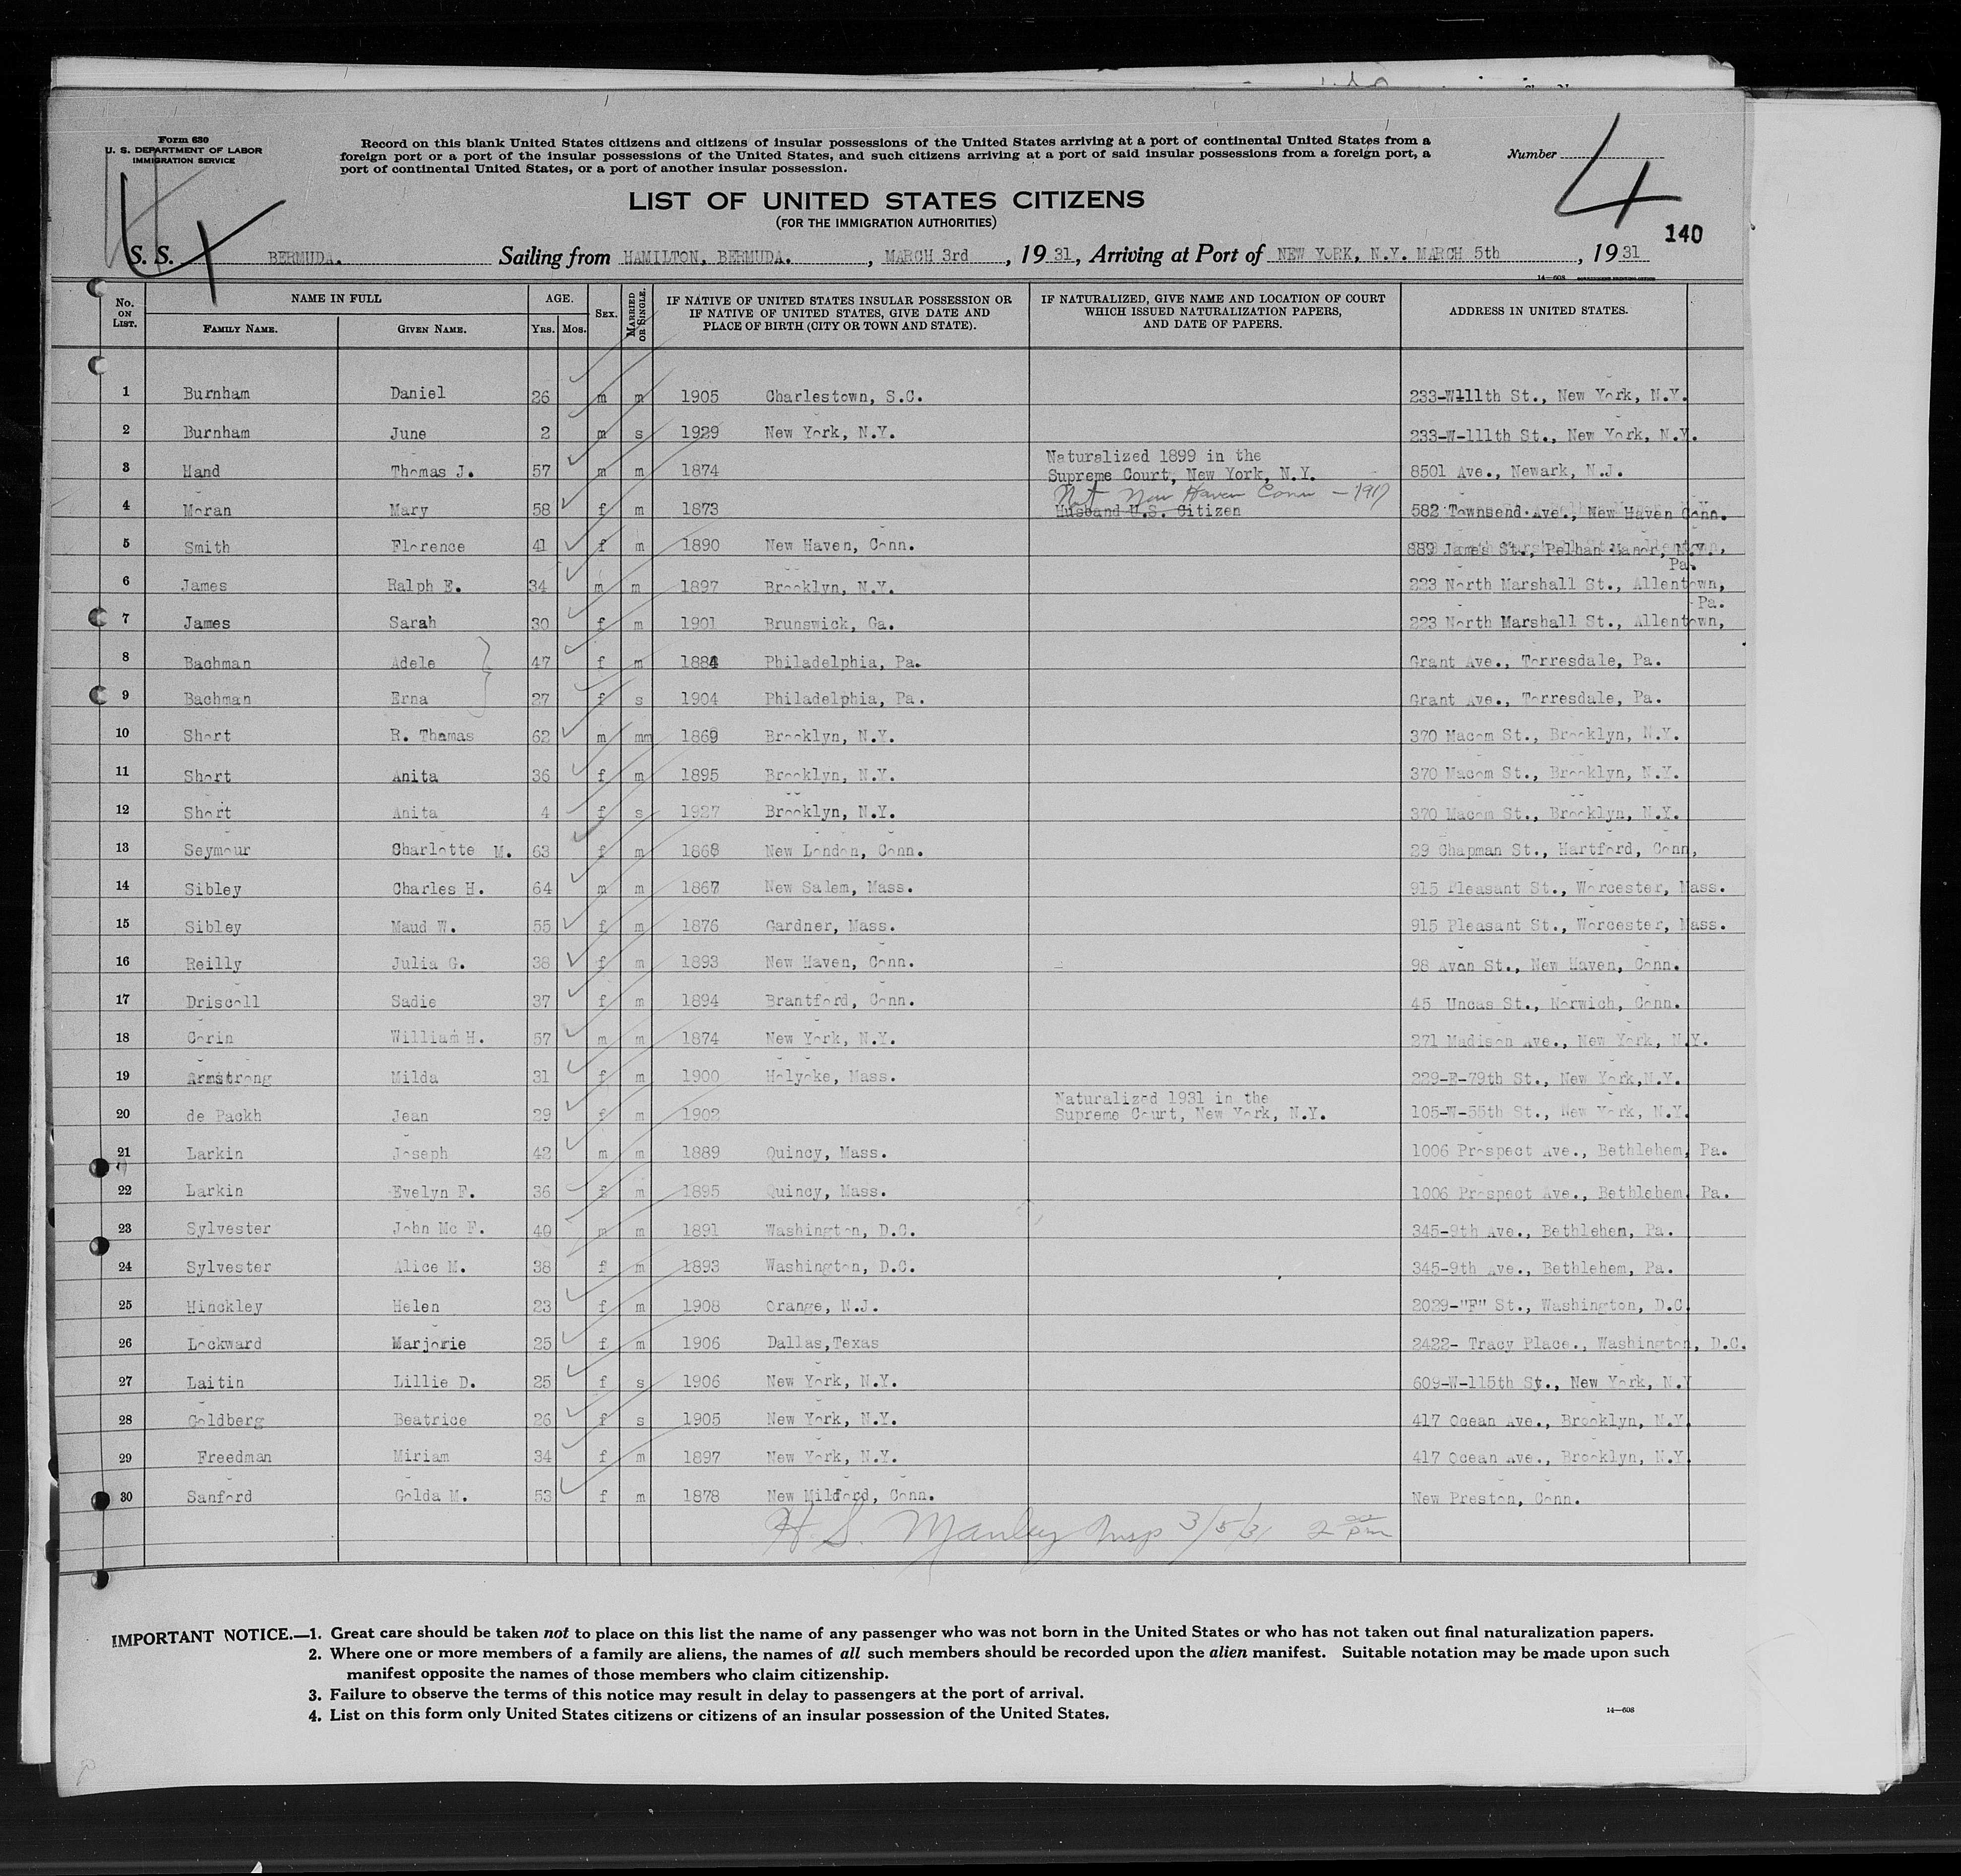 Form 630
U. S. DEPARTMENT OF LABOR
IMMIGRATION SERVICE
Record on this blank United States citizens and citizens of insular possessions of the United States arriving at a port of continental United States from a
foreign port or a port of the insular possessions of the United States, and such citizens arriving at a port of said insular possessions from a foreign port, a
port of continental United States, or a port of another insular possession.
Number 4
LIST OF UNITED STATES CITIZENS
(FOR THE IMMIGRATION AUTHORITIES)
140
S. S. BERMUDA. Sailing from HAMILTON, BERMUDA. , MARCH 3rd , 19 31, Arriving at Port of NEW YORK, N.Y. MARCH 5th , 19 31
14—608
No. ON LIST. NAME IN FULL FAMILY NAME. GIVEN NAME. AGE. YRS. MOS. SEX. MARRIED OR SINGLE. IF NATIVE OF UNITED STATES INSULAR POSSESSION OR IF NATIVE OF UNITED STATES, GIVE DATE AND PLACE OF BIRTH (CITY OR TOWN AND STATE). IF NATURALIZED, GIVE NAME AND LOCATION OF COURT WHICH ISSUED NATURALIZATION PAPERS, AND DATE OF PAPERS. ADDRESS IN UNITED STATES.
1 Burnham Daniel 26 m m 1905 Charlestown, S.C. 233-W111th St., New York, N.Y.
2 Burnham June 2 m s 1929 New York, N.Y. 233-W-111th St., New York, N.Y.
3 Hand Thomas J. 57 m m 1874 Naturalized 1899 in the Supreme Court, New York, N.Y. 8501 Ave., Newark, N.J.
4 Moran Mary 58 f m 1873 Nat New Haven Conn - 1917 Husband U.S. Citizen 582 Townsend Ave., New Haven Conn.
5 Smith Florence 41 f m 1890 New Haven, Conn. 889 James St., Pelhan Manor, N.Y.
6 James Ralph E. 34 m m 1897 Brooklyn, N.Y. 223 North Marshall St., Allentown, Pa.
7 James Sarah 30 f m 1901 Brunswick, Ga. 223 North Marshall St., Allentown, Pa.
8 Bachman Adele 47 f m 1884 Philadelphia, Pa. Grant Ave., Torresdale, Pa.
9 Bachman Erna 27 f s 1904 Philadelphia, Pa. Grant Ave., Torresdale, Pa.
10 Short R. Thomas 62 m mm 1869 Brooklyn, N.Y. 370 Macom St., Brooklyn, N.Y.
11 Short Anita 36 f m 1895 Brooklyn, N.Y. 370 Macom St., Brooklyn, N.Y.
12 Short Anita 4 f s 1927 Brooklyn, N.Y. 370 Macom St., Brooklyn, N.Y.
13 Seymour Charlotte M. 63 f m 1868 New London, Conn. 29 Chapman St., Hartford, Conn,
14 Sibley Charles H. 64 m m 1867 New Salem, Mass. 915 Pleasant St., Worcester, Mass.
15 Sibley Maud W. 55 f m 1876 Gardner, Mass. 915 Pleasant St., Worcester, Mass.
16 Reilly Julia G. 38 f m 1893 New Haven, Conn. 98 Avon St., New Haven, Conn.
17 Driscoll Sadie 37 f m 1894 Brantford, Conn. 45 Uncas St., Norwich, Conn.
18 Corin William H. 57 m m 1874 New York, N.Y. 271 Madison Ave., New York, N.Y.
19 Armstrong Milda 31 f m 1900 Holyoke, Mass. 229-E-79th St., New York,N.Y.
20 de Packh Jean 29 f m 1902 Naturalized 1931 in the Supreme Court, New York, N.Y. 105-W-55th St., New York, N.Y.
21 Larkin Joseph 42 m m 1889 Quincy, Mass. 1006 Prospect Ave., Bethlehem, Pa.
22 Larkin Evelyn F. 36 f m 1895 Quincy, Mass. 1006 Prospect Ave., Bethlehem, Pa.
23 Sylvester John Mc F. 40 m m 1891 Washington, D.C. 345-9th Ave., Bethlehem, Pa.
24 Sylvester Alice M. 38 f m 1893 Washington, D.C. 345-9th Ave., Bethlehem, Pa.
25 Hinckley Helen 23 f m 1908 Orange, N.J. 2029-"F" St., Washington, D.C.
26 Lockward Marjorie 25 f m 1906 Dallas,Texas 2422- Tracy Place., Washington, D.C.
27 Laitin Lillie D. 25 f s 1906 New York, N.Y. 609-W-115th St., New York, N.Y
28 Goldberg Beatrice 26 f s 1905 New York, N.Y. 417 Ocean Ave., Brooklyn, N.Y.
29 Freedman Miriam 34 f m 1897 New York, N.Y. 417 Ocean Ave., Brooklyn, N.Y.
30 Sanford Golda M. 53 f m 1878 New Milford, Conn. New Preston, Conn.
H. S. Manley Insp 3/5/31 2 00 pm
IMPORTANT NOTICE.—1. Great care should be taken not to place on this list the name of any passenger who was not born in the United States or who has not taken out final naturalization papers.
2. Where one or more members of a family are aliens, the names of all such members should be recorded upon the alien manifest. Suitable notation may be made upon such
manifest opposite the names of those members who claim citizenship.
3. Failure to observe the terms of this notice may result in delay to passengers at the port of arrival.
4. List on this form only United States citizens or citizens of an insular possession of the United States.
14—608